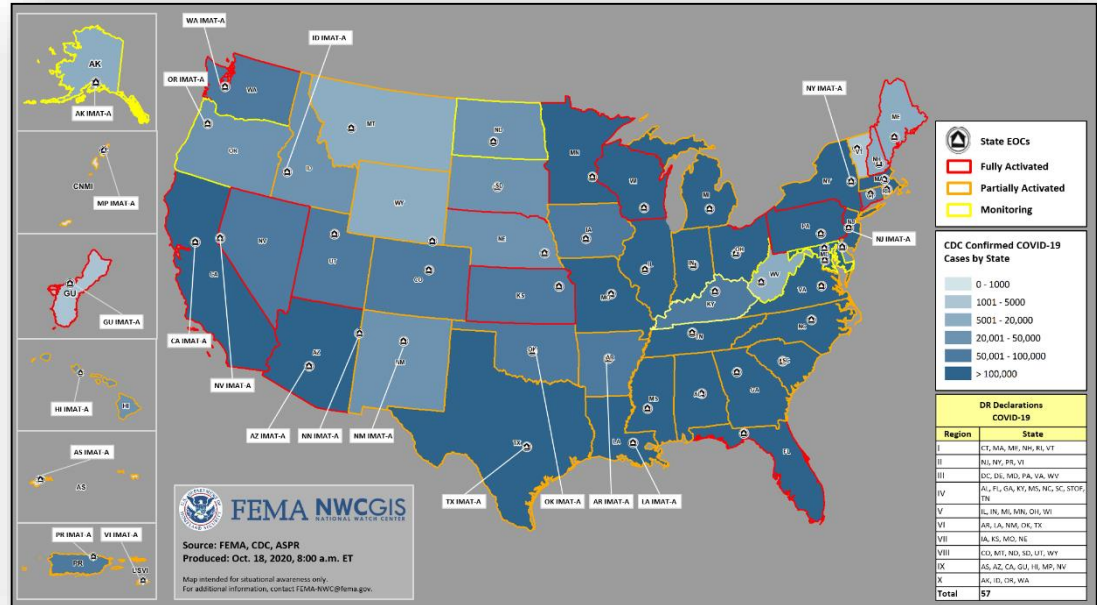 WA IMAT-A
ID IMAT-A
OR IMAT-A
NY IMAT-A
AK
AK IMAT-A
CNMI
MP IMAT-A
GU
GU IMAT-A
HI IMAT-A
HI
AS IMAT-A
AS
PR IMAT-A
VI IMAT-A
PR
USVI
WA
OR
ID
MT
ND
SD
WY
NV
UT
CO
CA
AZ
NM
NE
KS
OK
TX
MN
IA
MO
AR
LA
WI
IL
MI
IN
OH
KY
TN
MS
AL
GA
FL
SC
NC
VA
WV
PA
NY
VT
NH
ME
MA
CT
NJ
NJ IMAT-A
CA IMAT-A
NV IMAT-A
AZ IMAT-A
NN IMAT-A
NM IMAT-A
TX IMAT-A
OK IMAT-A
AR IMAT-A
LA IMAT-A
FEMA NWCGIS
NATIONAL WATCH CENTER
Source: FEMA, CDC, ASPR
Produced: Oct. 18, 2020, 8:00 a.m. ET
Map intended for situational awareness only.
For additional information, contact FEMA-NWC@fema.gov.
State EOCs
Fully Activated
Partially Activated
Monitoring
CDC Confirmed COVID-19
Cases by State
0 - 1000
1001 - 5000
5001 - 20,000
20,001 - 50,000
50,001 - 100,000
> 100,000
DR Declarations
COVID-19
Region State
I CT, MA, ME, NH, RI, VT
II NJ, NY, PR, VI
III DC, DE, MD, PA, VA, WV
IV AL, FL, GA, KY, MS, NC, SC, STOF,
TN
V IL, IN, MI, MN, OH, WI
VI AR, LA, NM, OK, TX
VII IA, KS, MO, NE
VIII CO, MT, ND, SD, UT, WY
IX AS, AZ, CA, GU, HI, MP, NV
X AK, ID, OR, WA
Total 57